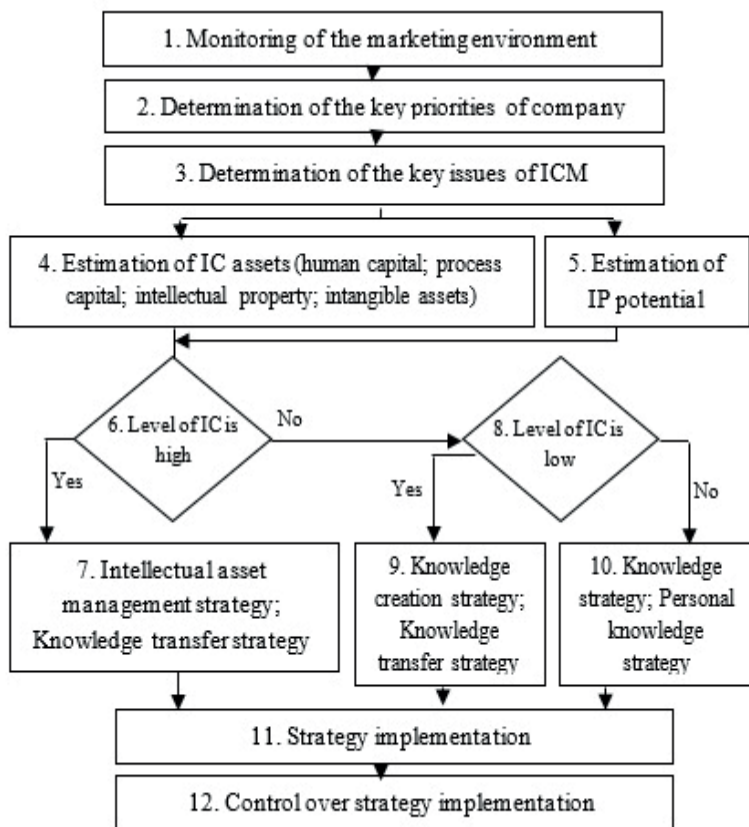 1. Monitoring of the marketing environment
2. Determination of the key priorities of company
3. Determination of the key issues of ICM
4. Estimation of IC assets (human capital; process
capital; intellectual property; intangible assets)
5. Estimation of
IP potential
6. Level of IC is
high
No
8. Level of IC is
low
Yes
Yes
No
7. Intellectual asset
management strategy;
Knowledge transfer strategy
9. Knowledge
creation strategy;
Knowledge
transfer strategy
10. Knowledge
strategy; Personal
knowledge
strategy
11. Strategy implementation
12. Control over strategy implementation